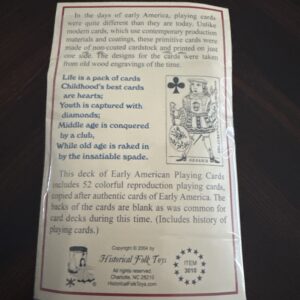 In the days of early America, playing cards
were quite different than they are today. Unlike
modern cards, which use contemporary production
materials and coatings, these primitive cards were
made of non-coated cardstock and printed on just
one side. The designs for the cards were taken
from old wood engravings of the time.
Life is a pack of cards
Childhood's best cards
are hearts;
Youth is captured with
diamonds;
Middle age is conquered
by a club,
While old age is raked in
by the insatiable spade.
This deck of Early American Playing Cards
includes 52 colorful reproduction playing cards,
copied after authentic cards of Early America. The
backs of the cards are blank as was common for
card decks during this time. (Includes history of
playing cards.)
Copyright © 2004 by
Historical Folk Toys
All rights reserved.
Charlotte, NC 28210
HistoricalFolkToys.com
ITEM
3010